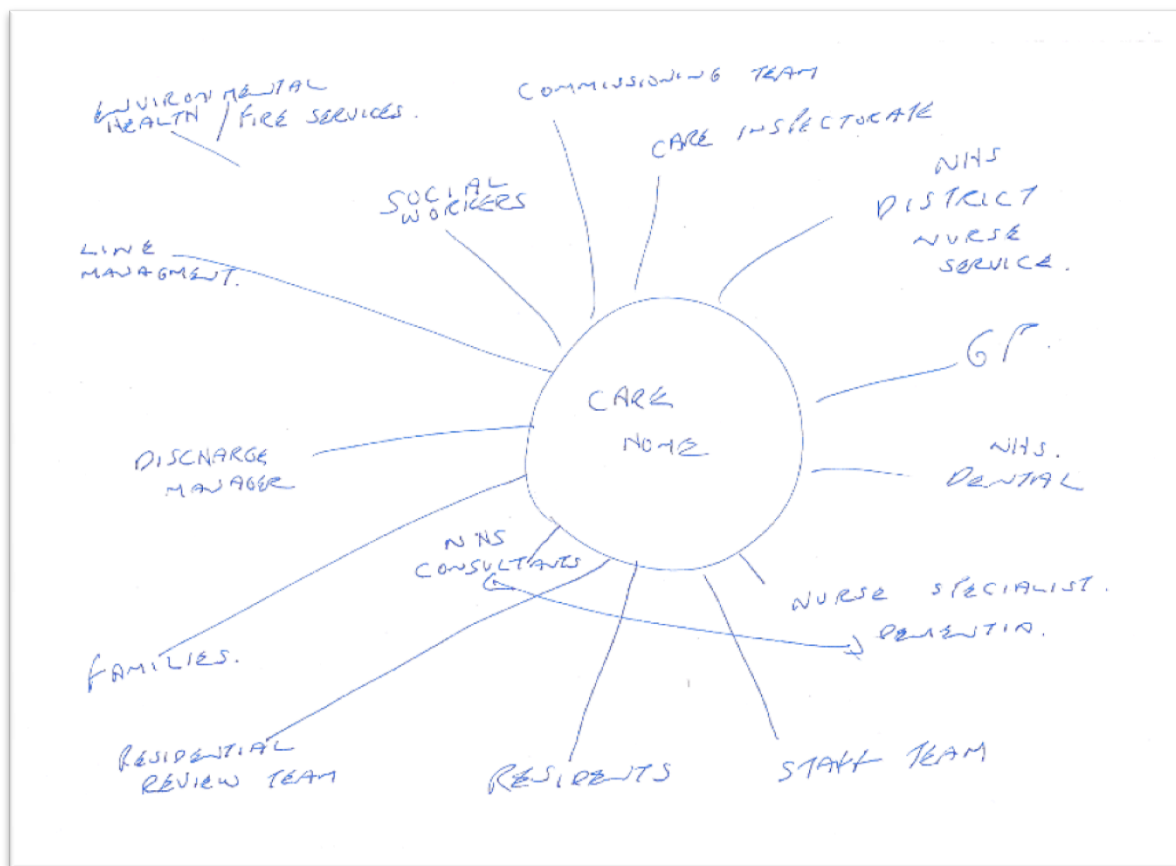 ENVIRONMENTAL
HEALTH / FIRE SERVICES.
COMMISSIONING TEAM
CARE INSPECTORATE
SOCIAL
WORKERS
NHS
DISTRICT
NURSE
SERVICE.
LINE
MANAGMENT.
GP.
CARE
HOME
DISCHARGE
MANAGER
NHS.
DENTAL
NHS
CONSULTANTS
NURSE SPECIALIST.
DEMENTIA.
FAMILIES.
RESIDENTIAL
REVIEW TEAM
RESIDENTS
STAFF TEAM